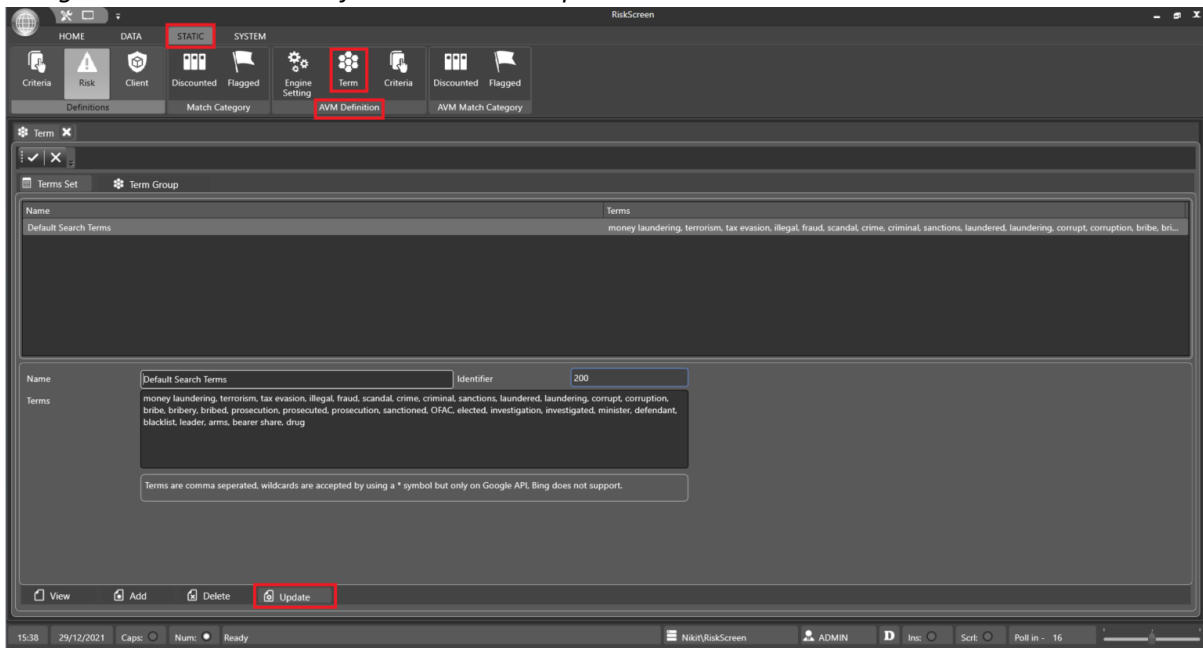 RiskScreen
HOME DATA STATIC SYSTEM
Criteria Risk Client Discounted Flagged Engine Setting Term Criteria Discounted Flagged
Definitions Match Category AVM Definition AVM Match Category
Term
Terms Set Term Group
Name Terms
Default Search Terms money laundering, terrorism, tax evasion, illegal, fraud, scandal, crime, criminal, sanctions, laundered, laundering, corrupt, corruption, bribe, bri...
Name Default Search Terms Identifier 200
Terms money laundering, terrorism, tax evasion, illegal, fraud, scandal, crime, criminal, sanctions, laundered, laundering, corrupt, corruption,
bribe, bribery, bribed, prosecution, prosecuted, prosecution, sanctioned, OFAC, elected, investigation, investigated, minister, defendant,
blacklist, leader, arms, bearer share, drug
Terms are comma seperated, wildcards are accepted by using a * symbol but only on Google API, Bing does not support.
View Add Delete Update
15:38 29/12/2021 Caps: Num: Ready Nikit\RiskScreen ADMIN D Ins: Scrl: Poll in - 16